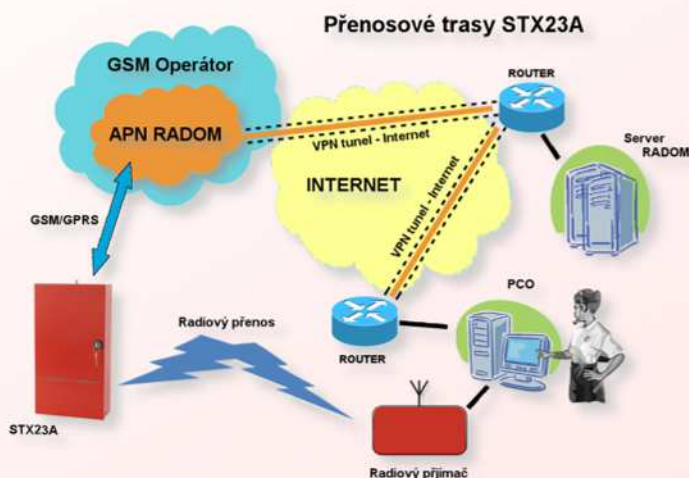 Přenosové trasy STX23A
GSM Operátor
ROUTER
APN RADOM
VPN tunel - Internet
Server
RADOM
INTERNET
VPN tunel - Internet
GSM/GPRS
PCO
Radiový přenos
ROUTER
STX23A
Radiový příjmač